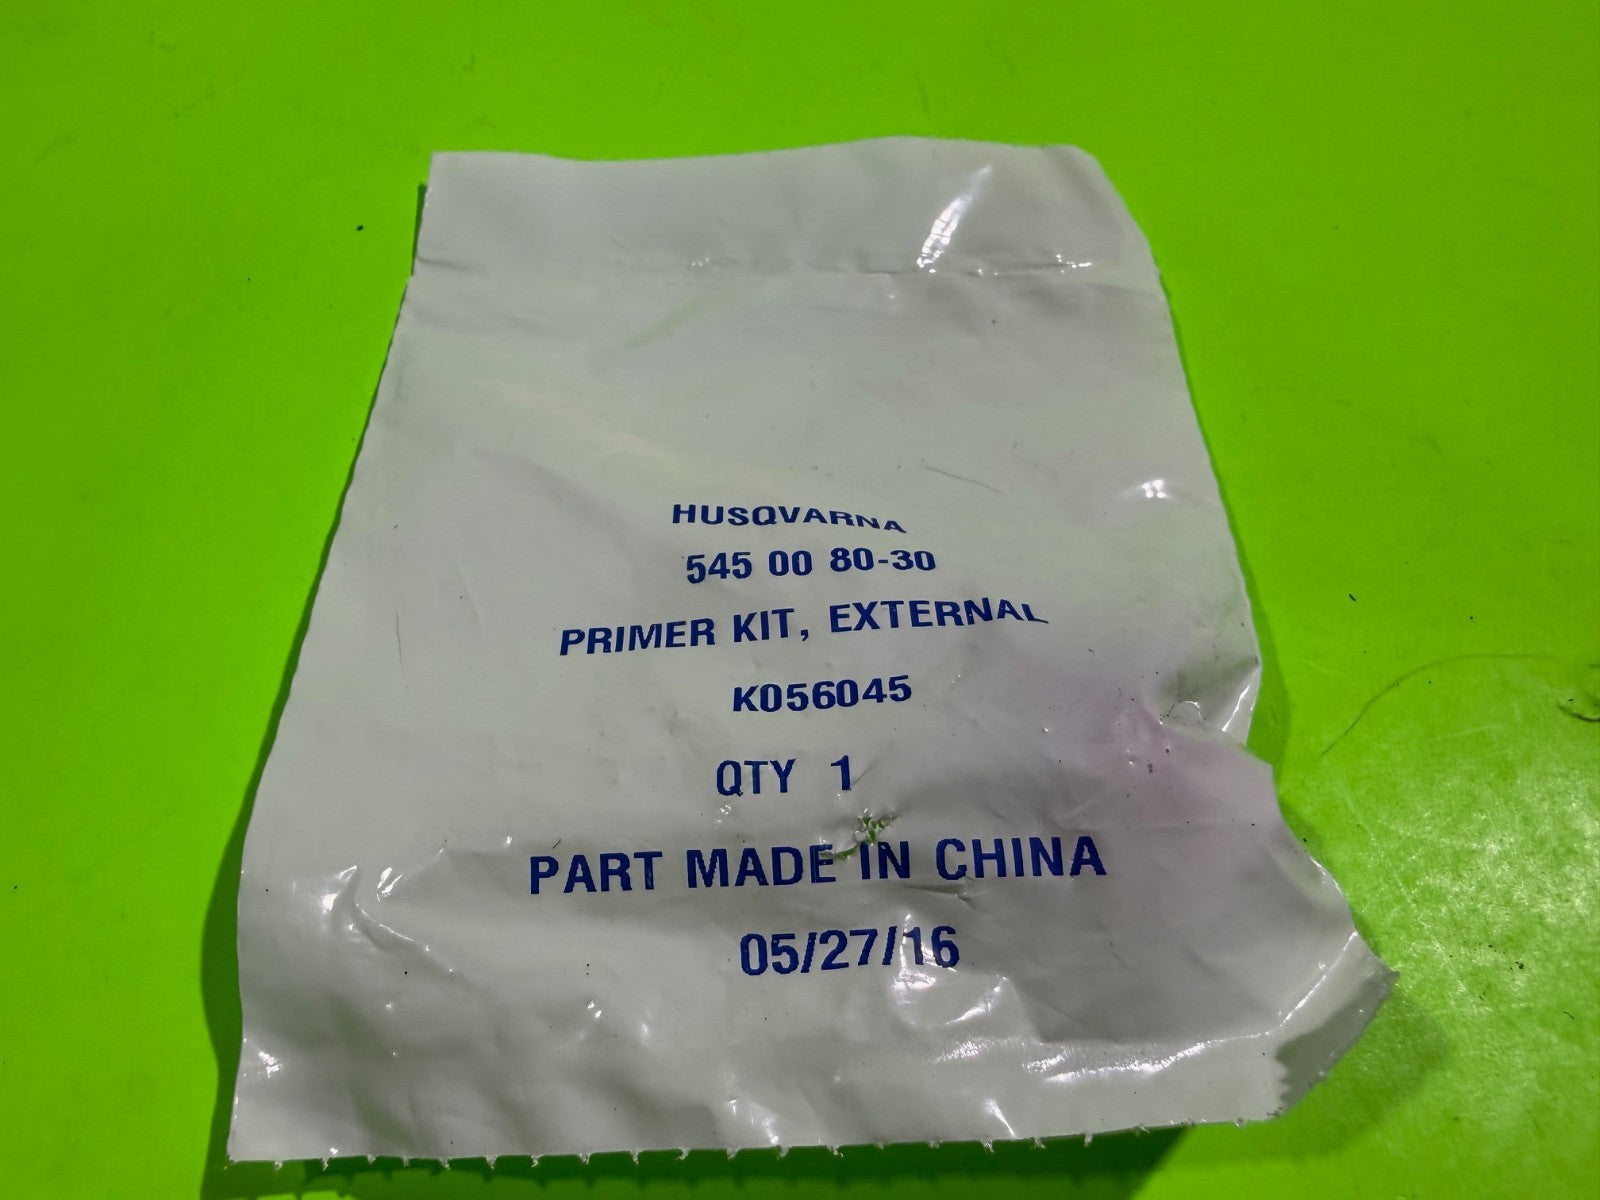 HUSQVARNA
545 00 80-30
PRIMER KIT, EXTERNAL
K056045
QTY 1
PART MADE IN CHINA
05/27/16